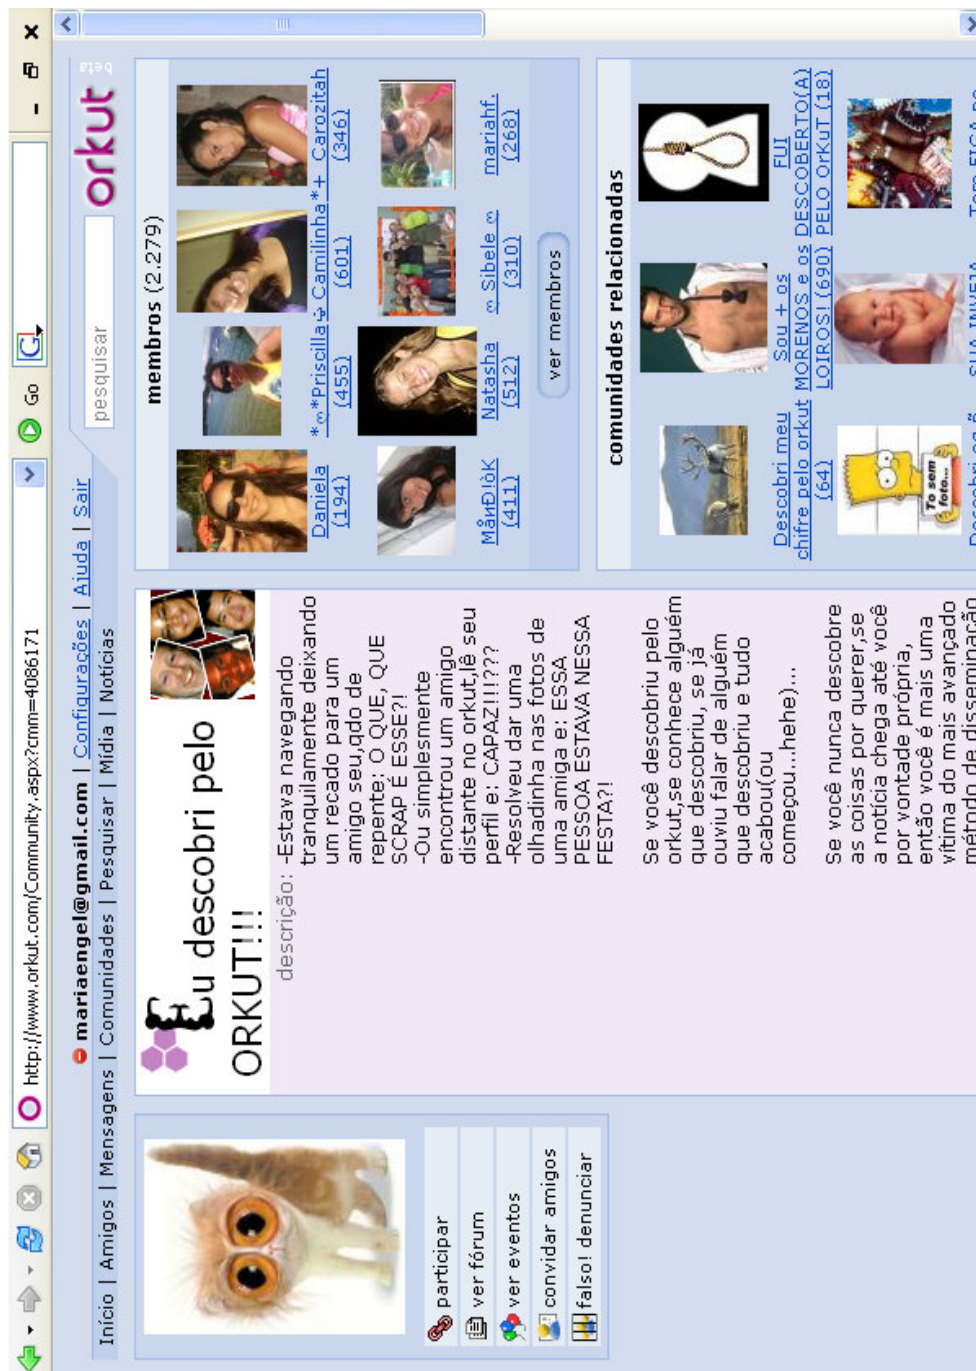 http://www.orkut.com/Community.aspx?cmm=4086171
Go
G
mariaengel@gmail.com | Configurações | Ajuda | Sair
Início | Amigos | Mensagens | Comunidades | Pesquisar | Mídia | Notícias
pesquisar
orkut
beta
participar
ver fórum
ver eventos
convidar amigos
falso! denunciar
Eu descobri pelo
ORKUT!!!
descrição: -Estava navegando
tranquilamente deixando
um recado para um
amigo seu,qdo de
repente: O QUE, QUE
SCRAP É ESSE?!
-Ou simplesmente
encontrou um amigo
distante no orkut,lê seu
perfil e: CAPAZ!!!???
-Resolveu dar uma
olhadinha nas fotos de
uma amiga e: ESSA
PESSOA ESTAVA NESSA
FESTA?!
Se você descobriu pelo
orkut,se conhece alguém
que descobriu, se já
ouviu falar de alguém
que descobriu e tudo
acabou(ou
começou...hehe)...
Se você nunca descobre
as coisas por querer,se
a notícia chega até você
por vontade própria,
então você é mais uma
vítima do mais avançado
método de disseminação
membros (2.279)
Daniela
(194)
*ღ*Priscilla
(455)
Camilinha*+
(601)
Carozitah
(346)
MåиÐìòK
(411)
Natasha
(512)
ღ Sibele ღ
(310)
mariahf.
(268)
ver membros
comunidades relacionadas
Descobri meu
chifre pelo orkut
(64)
Sou + os
MORENOS e os
LOIROS! (690)
FUI
DESCOBERTO(A)
PELO OrKuT (18)
To sem
foto...
Descobri
SUA INVEJA
Tem